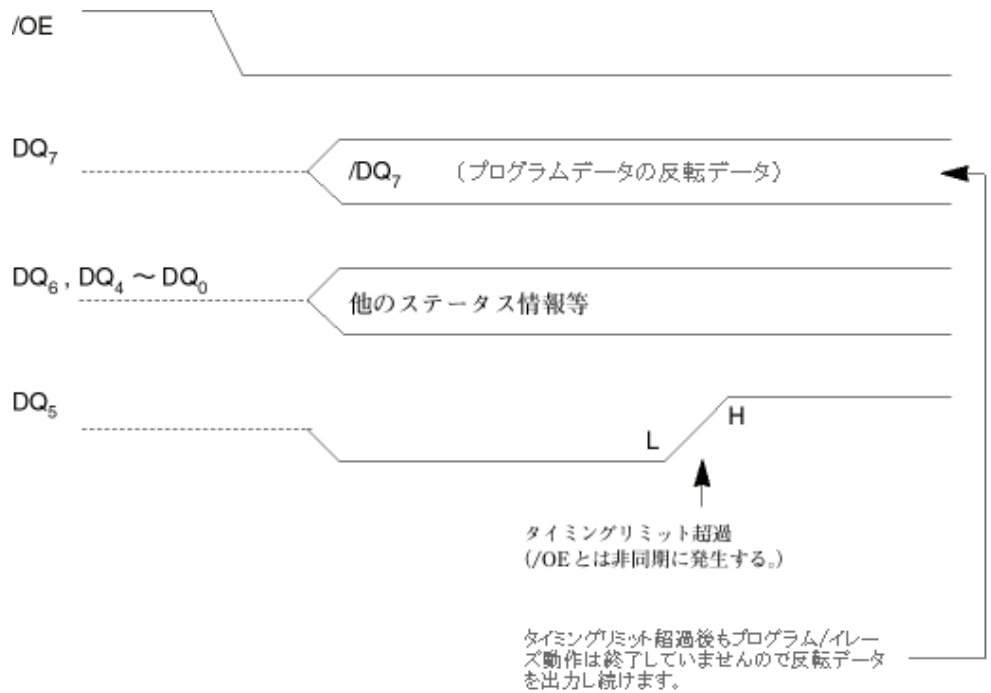 /OE
DQ7
/DQ7 (プログラムデータの反転データ)
DQ6 , DQ4 ～ DQ0
他のステータス情報等
DQ5
L
H
タイミングリミット超過
(/OEとは非同期に発生する。)
タイミングリミット超過後もプログラム/イレー
ズ動作は終了していませんので反転データ
を出力し続けます。